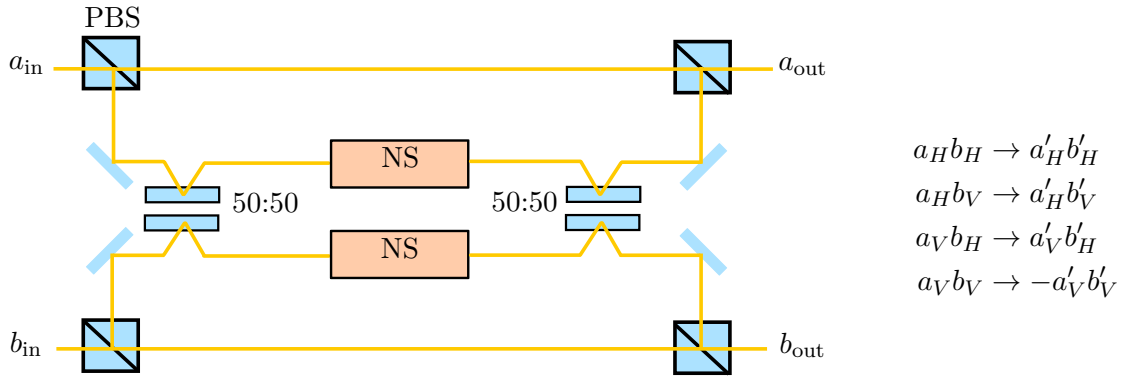 PBS
a_in
a_out
NS
50:50
50:50
NS
b_in
b_out
a_H b_H → a′_H b′_H
a_H b_V → a′_H b′_V
a_V b_H → a′_V b′_H
a_V b_V → −a′_V b′_V